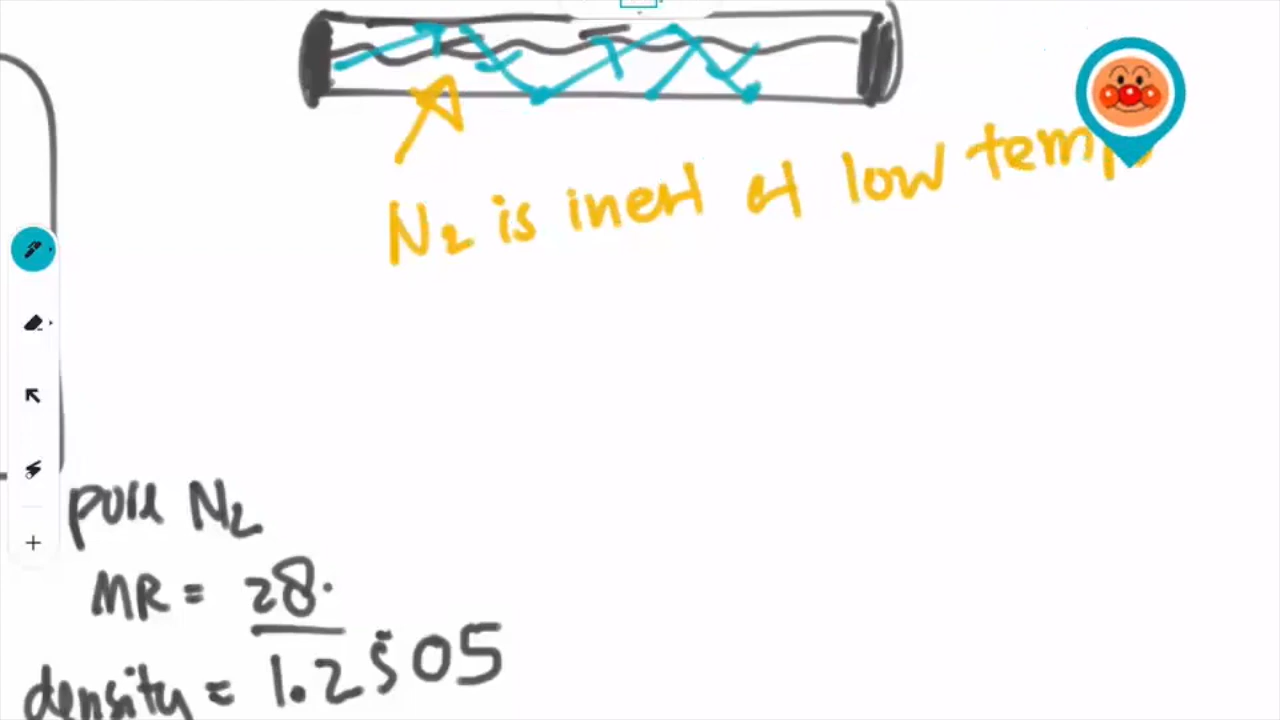 N2 is inert at low temp
pure N2
MR = 28.
density = 1.2505